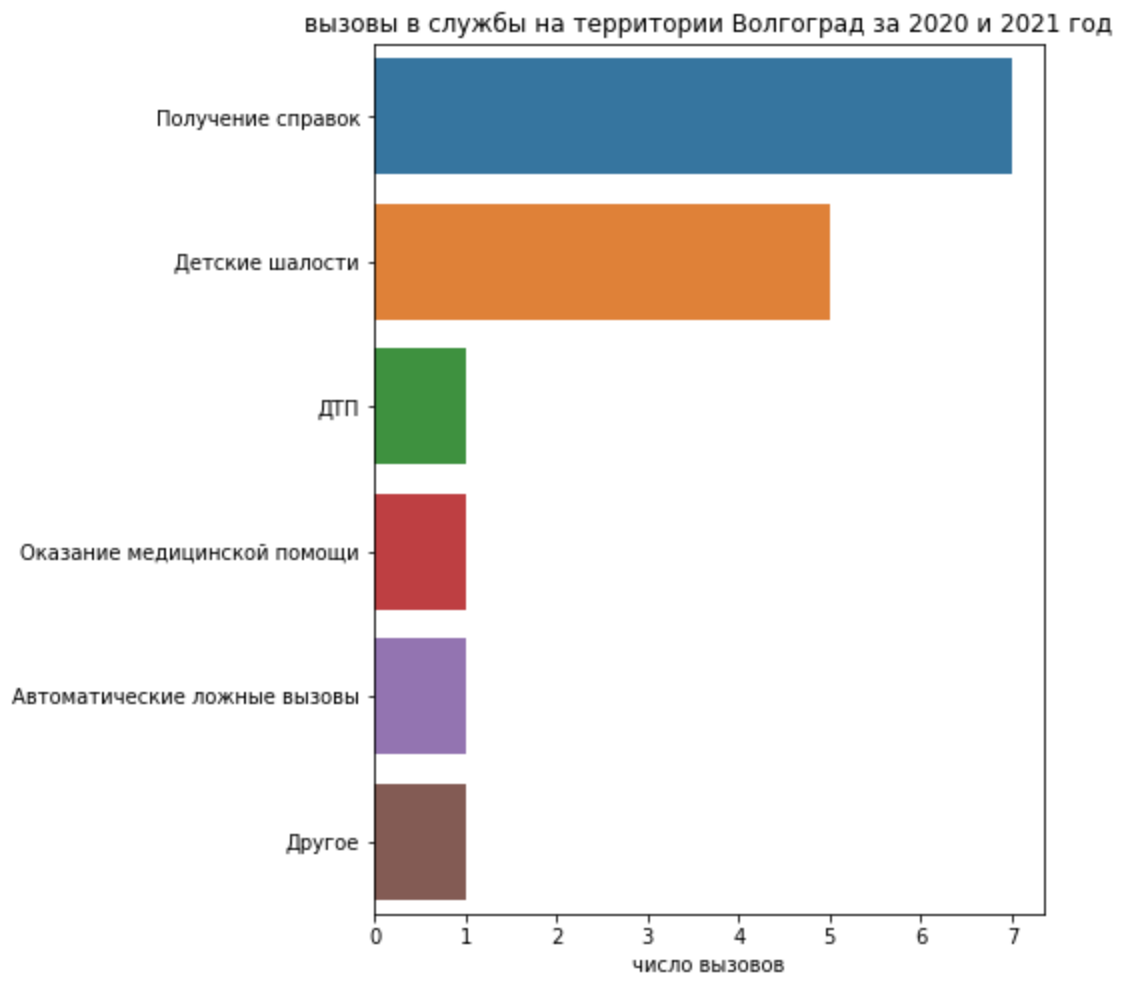 вызовы в службы на территории Волгоград за 2020 и 2021 год
Получение справок
Детские шалости
ДТП
Оказание медицинской помощи
Автоматические ложные вызовы
Другое
0 1 2 3 4 5 6 7
число вызовов